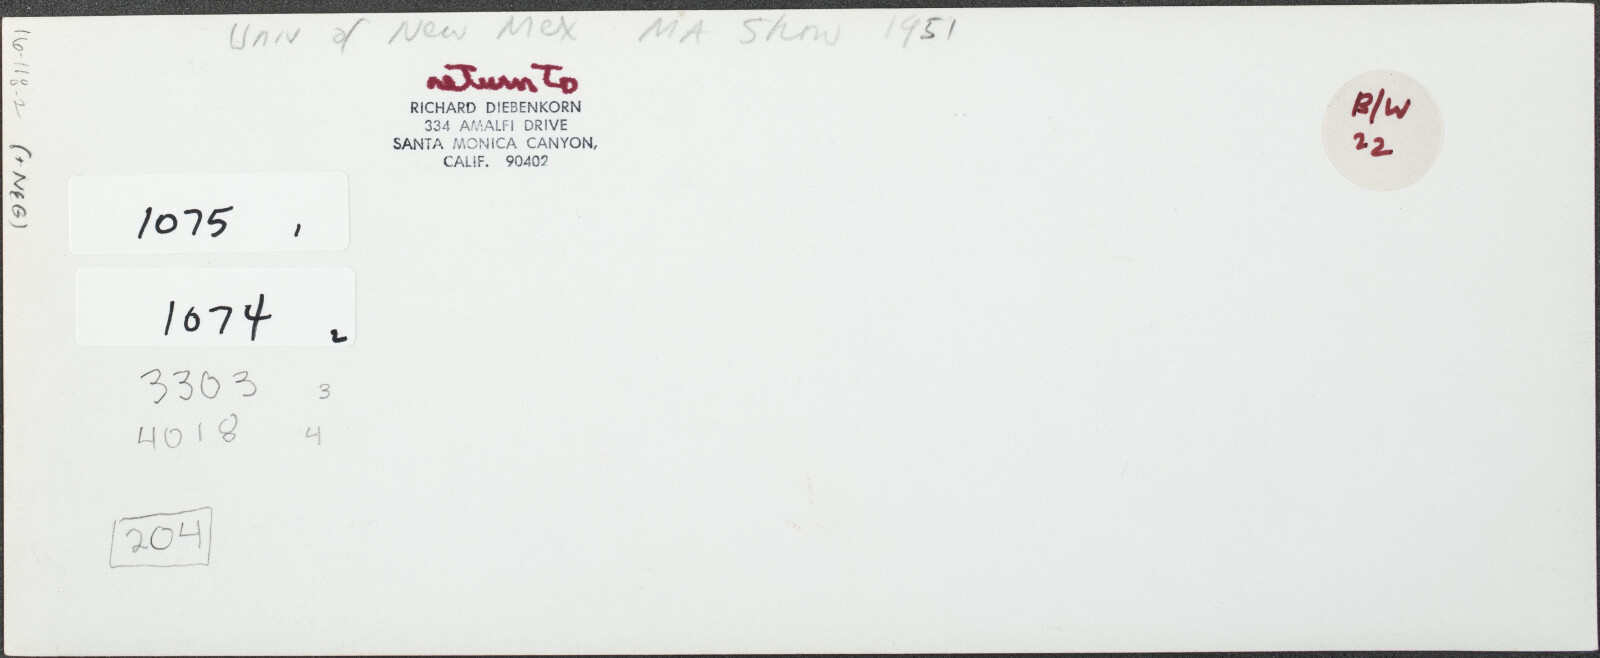 Univ of New Mex MA Show 1951
16-118-2 (+ NEG)
return To
RICHARD DIEBENKORN
334 AMALFI DRIVE
SANTA MONICA CANYON,
CALIF. 90402
B/W
22
1075 1
1074 2
3303 3
4018 4
204